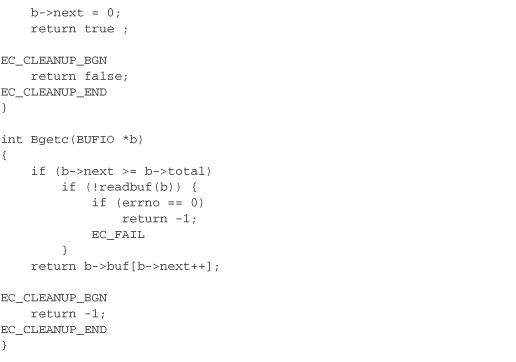 b->next = 0;
    return true ;

EC_CLEANUP_BGN
    return false;
EC_CLEANUP_END
}

int Bgetc(BUFIO *b)
{
    if (b->next >= b->total)
        if (!readbuf(b)) {
            if (errno == 0)
                return -1;
            EC_FAIL
        }
    return b->buf[b->next++];

EC_CLEANUP_BGN
    return -1;
EC_CLEANUP_END
}